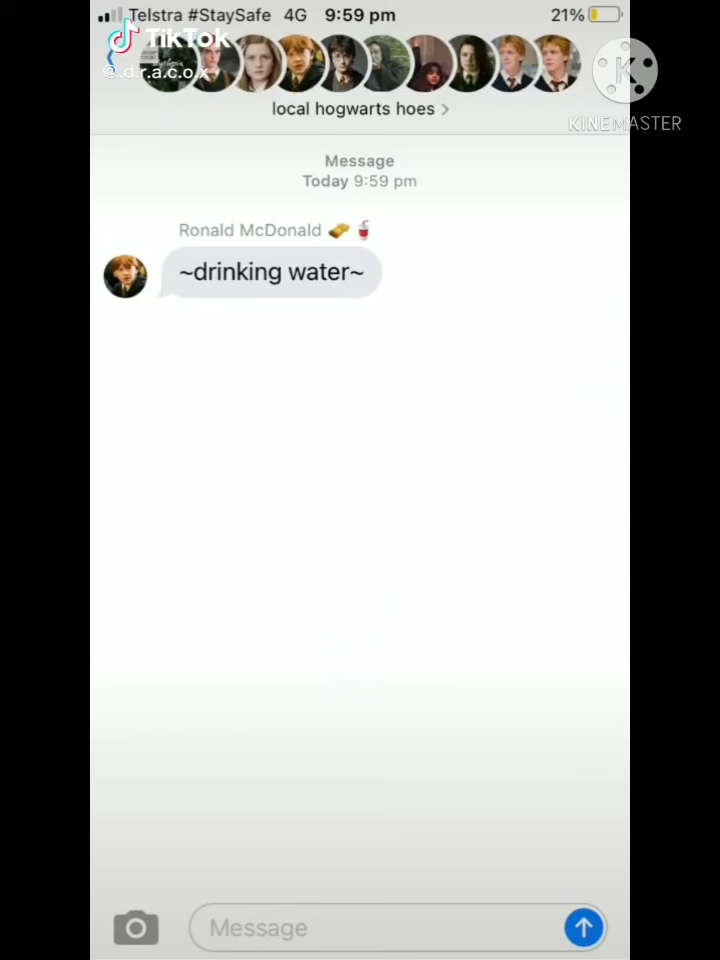 Telstra #StaySafe 4G 9:59 pm 21%
TikTok
@.d.r.a.c.o.x
K
KINEMASTER
local hogwarts hoes >
Message
Today 9:59 pm
Ronald McDonald 🍫🥤
~drinking water~
Message